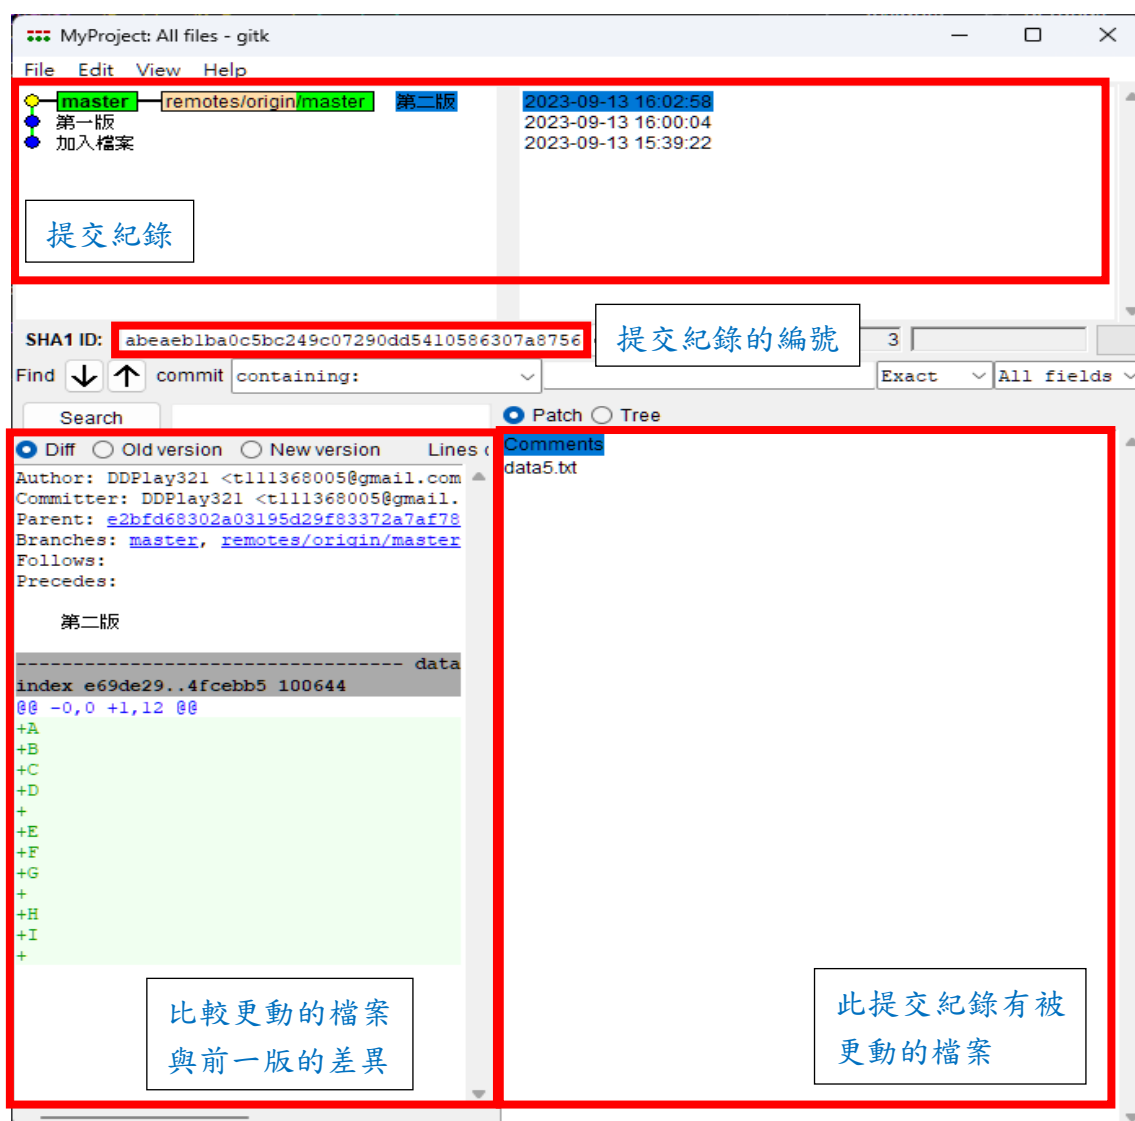 MyProject: All files - gitk
File Edit View Help
master remotes/origin/master 第二版 2023-09-13 16:02:58
第一版 2023-09-13 16:00:04
加入檔案 2023-09-13 15:39:22
提交紀錄
SHA1 ID: abeaeb1ba0c5bc249c07290dd5410586307a8756 3
提交紀錄的編號
Find commit containing: Exact All fields
Search
Patch Tree
Diff Old version New version Lines
Comments
data5.txt
Author: DDPlay321 <t111368005@gmail.com
Committer: DDPlay321 <t111368005@gmail.
Parent: e2bfd68302a03195d29f83372a7af78
Branches: master, remotes/origin/master
Follows:
Precedes:
第二版
---------------------------------- data
index e69de29..4fcebb5 100644
@@ -0,0 +1,12 @@
+A
+B
+C
+D
+
+E
+F
+G
+
+H
+I
+
比較更動的檔案
與前一版的差異
此提交紀錄有被
更動的檔案